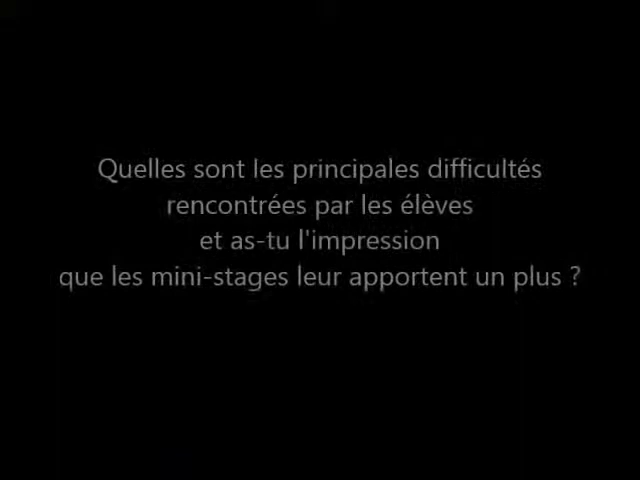 Quelles sont les principales difficultés
rencontrées par les élèves
et as-tu l'impression
que les mini-stages leur apportent un plus ?